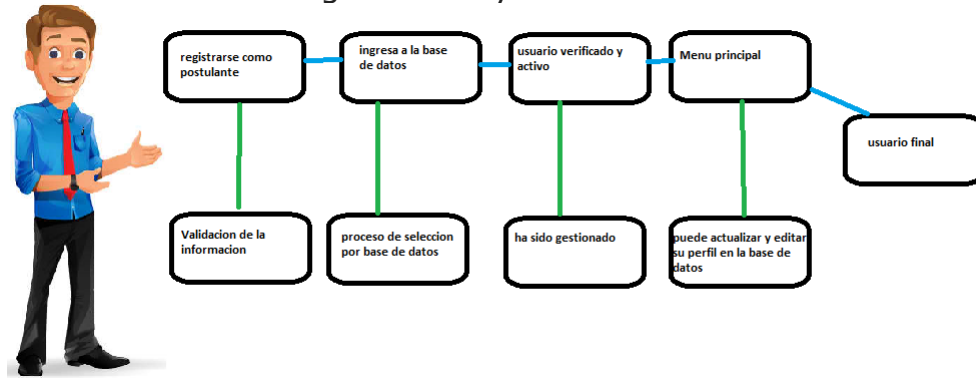 registrarse como
postulante
ingresa a la base
de datos
usuario verificado y
activo
Menu principal
usuario final
Validacion de la
informacion
proceso de seleccion
por base de datos
ha sido gestionado
puede actualizar y editar
su perfil en la base de
datos